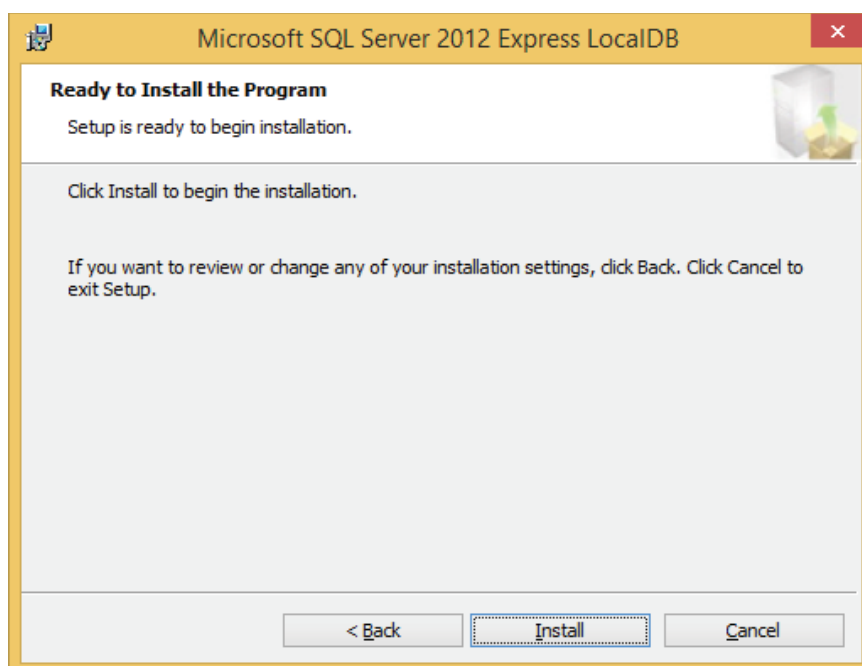 Microsoft SQL Server 2012 Express LocalDB
Ready to Install the Program
Setup is ready to begin installation.
Click Install to begin the installation.
If you want to review or change any of your installation settings, click Back. Click Cancel to
exit Setup.
< Back Install Cancel